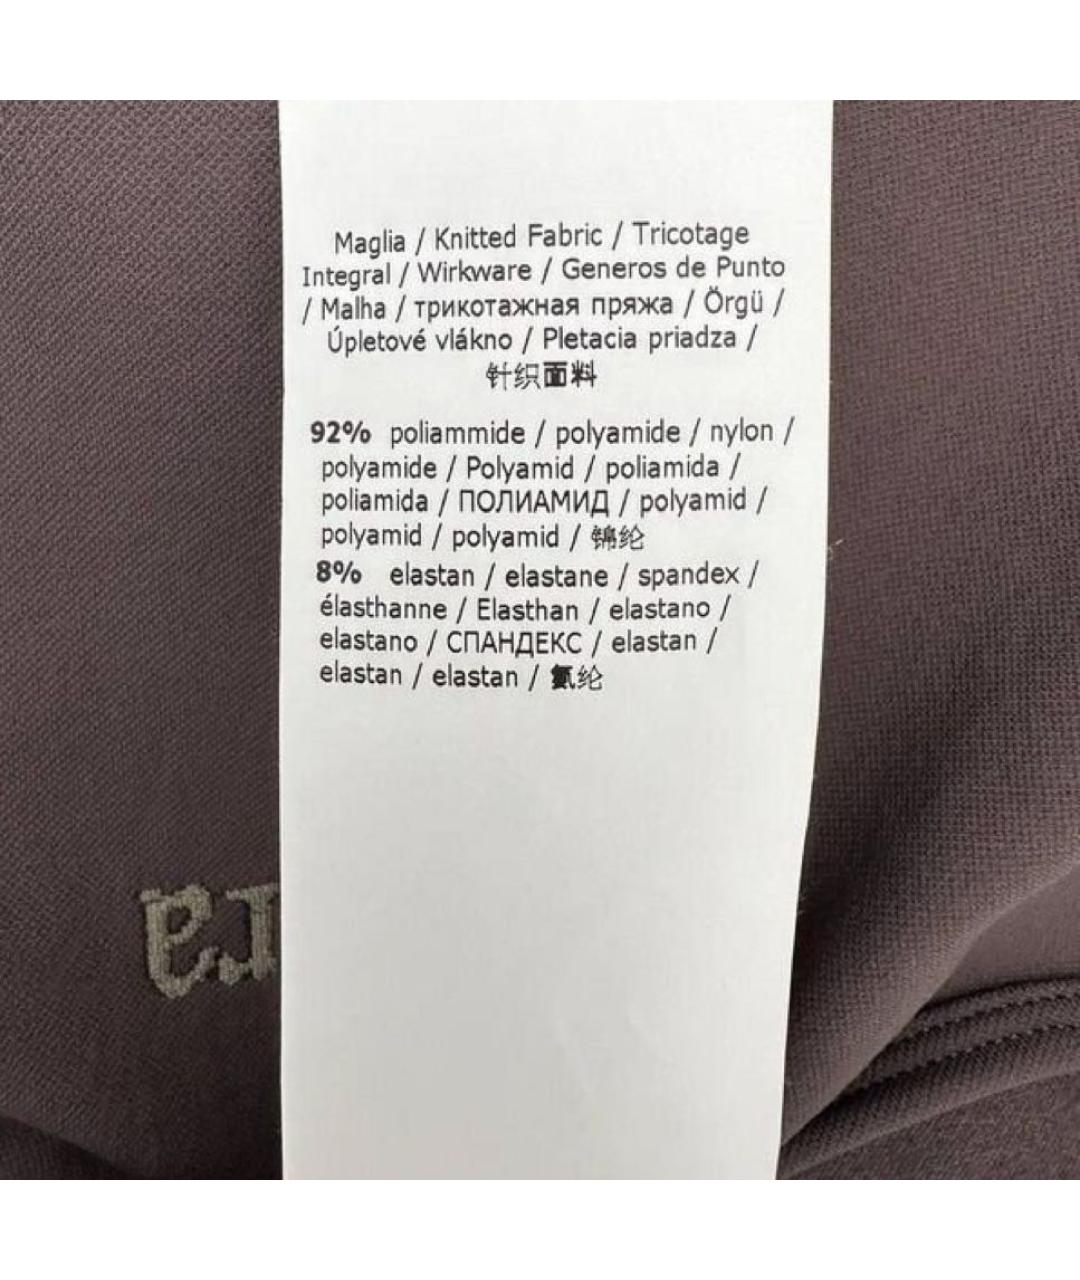 Maglia / Knitted Fabric / Tricotage
Integral / Wirkware / Generos de Punto
/ Malha / трикотажная пряжа / Örgü /
Úpletové vlákno / Pletacia priadza /
针织面料
92% poliammide / polyamide / nylon /
polyamide / Polyamid / poliamida /
poliamida / ПОЛИАМИД / polyamid /
polyamid / polyamid / 锦纶
8% elastan / elastane / spandex /
élasthanne / Elasthan / elastano /
elastano / СПАНДЕКС / elastan /
elastan / elastan / 氨纶